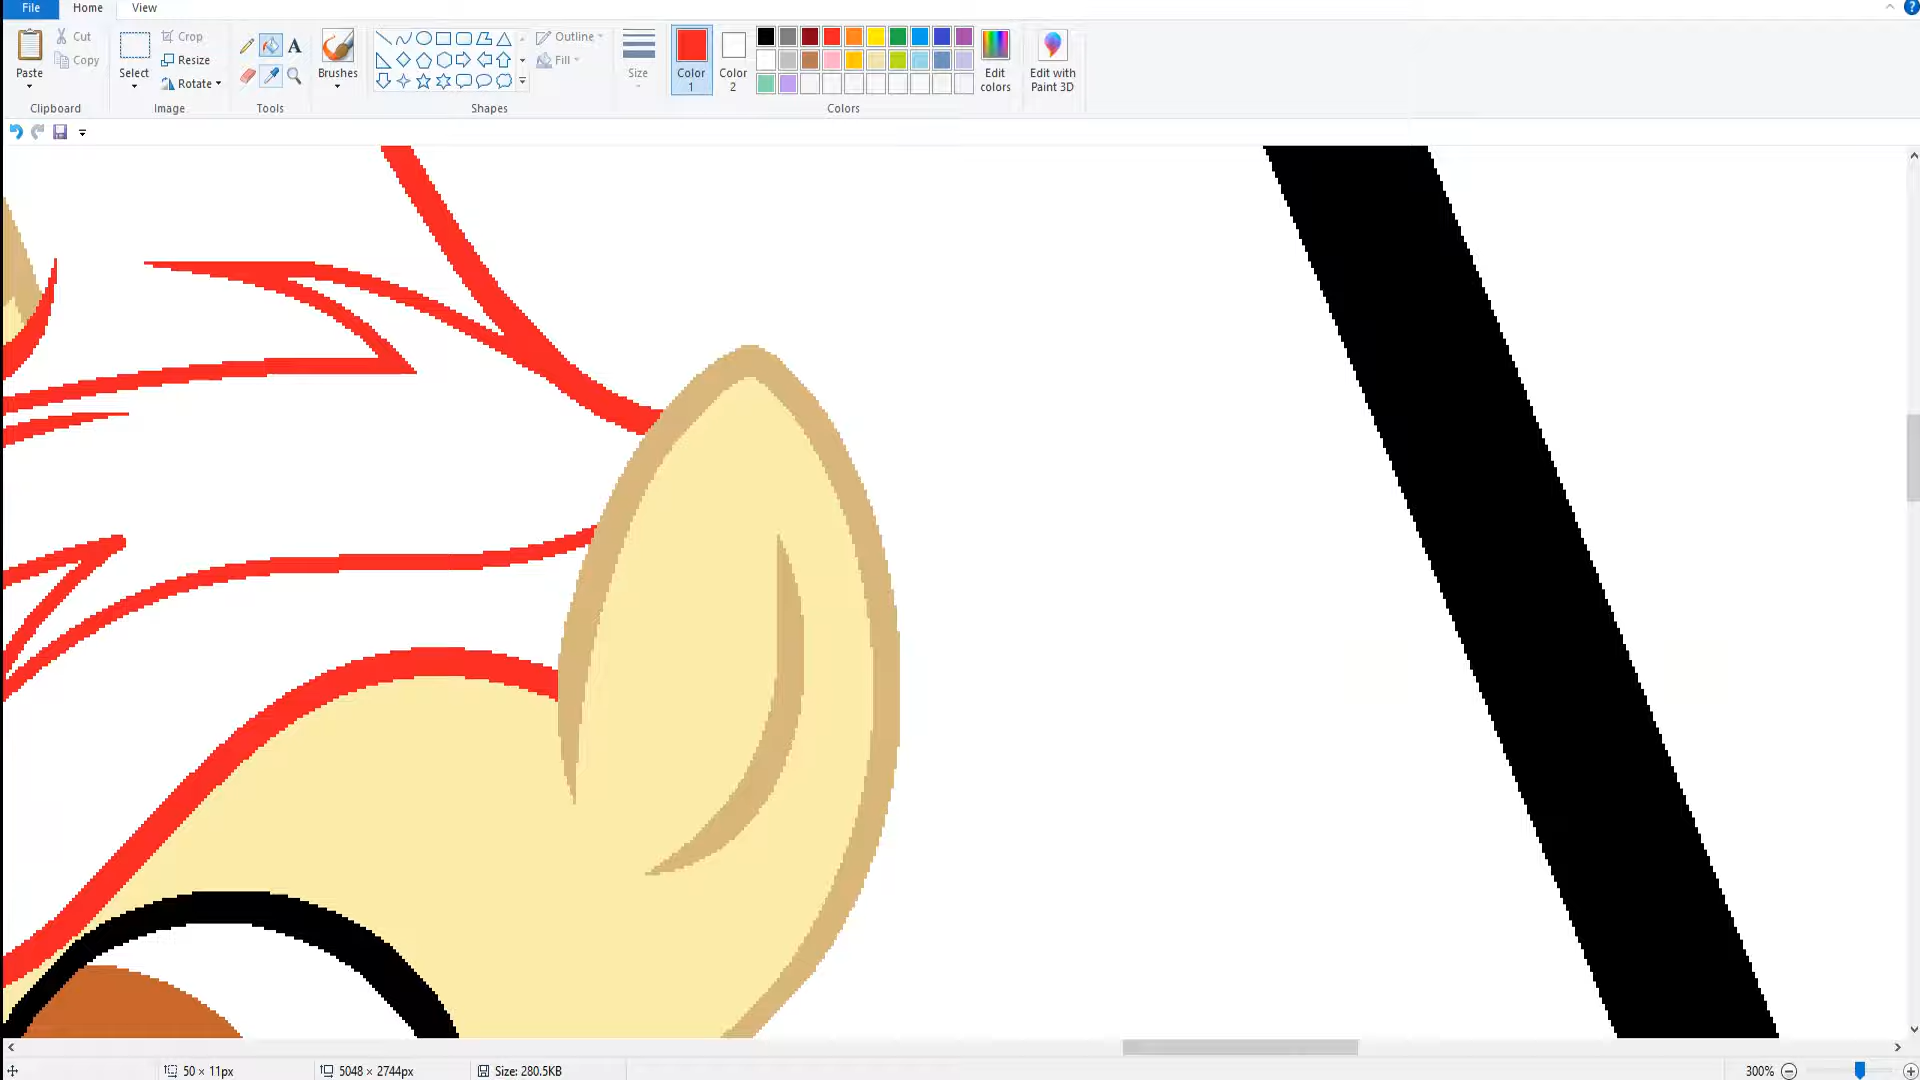 File Home View
Paste
Cut
Copy
Clipboard
Select
Crop
Resize
Rotate
Image
A
Tools
Brushes
Outline
Fill
Shapes
Size
Color
1
Color
2
Edit
colors
Colors
Edit with
Paint 3D
50 × 11px
5048 × 2744px
Size: 280.5KB
300%